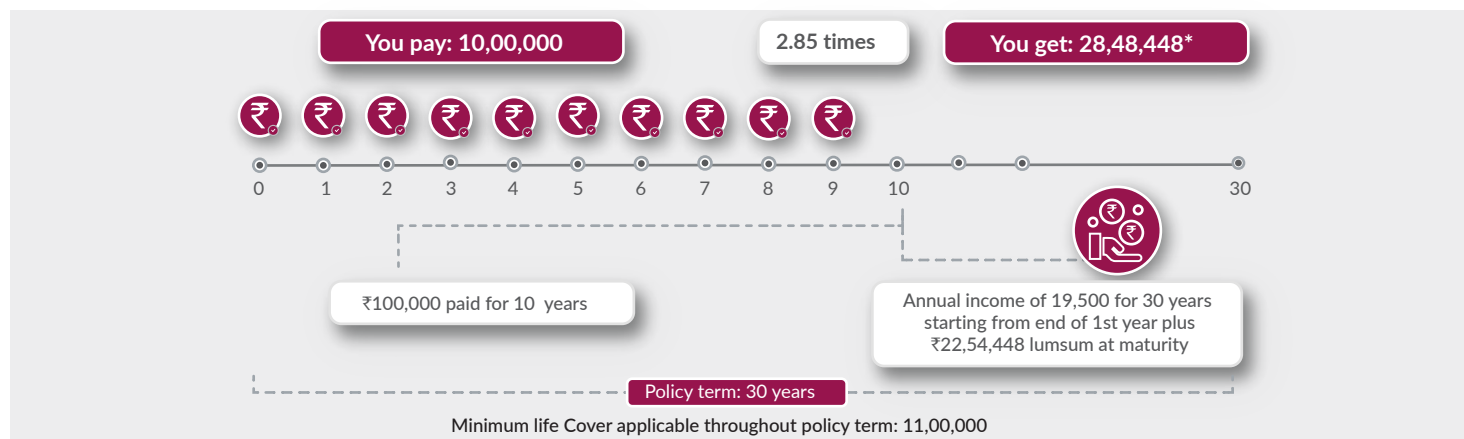 You pay: 10,00,000
2.85 times
You get: 28,48,448*
₹ ₹ ₹ ₹ ₹ ₹ ₹ ₹ ₹ ₹
0 1 2 3 4 5 6 7 8 9 10 30
₹ ₹
₹100,000 paid for 10 years
Annual income of 19,500 for 30 years
starting from end of 1st year plus
₹22,54,448 lumsum at maturity
Policy term: 30 years
Minimum life Cover applicable throughout policy term: 11,00,000